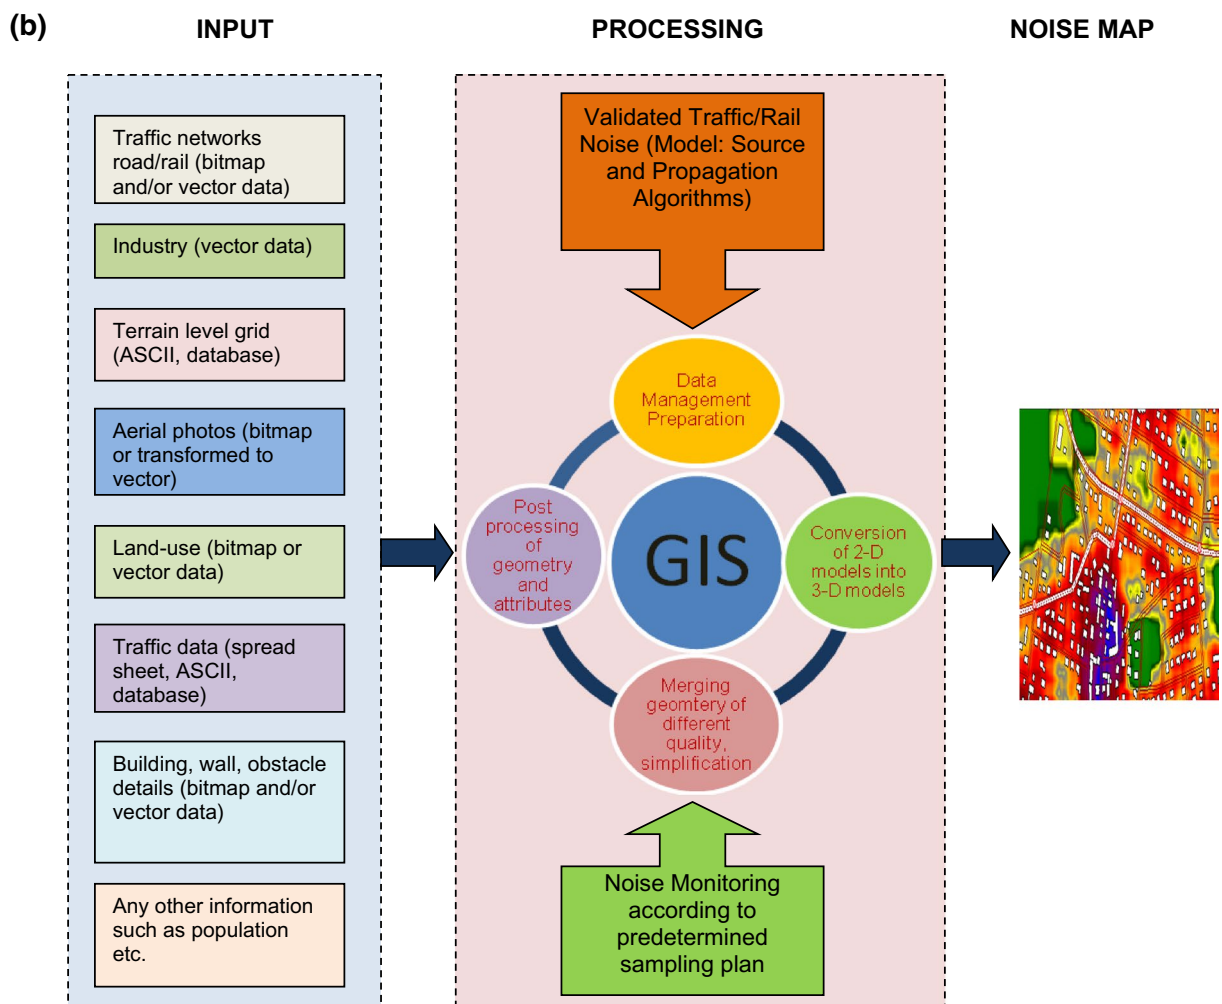 (b)
INPUT
PROCESSING
NOISE MAP
Traffic networks
road/rail (bitmap
and/or vector data)
Industry (vector data)
Terrain level grid
(ASCII, database)
Aerial photos (bitmap
or transformed to
vector)
Land-use (bitmap or
vector data)
Traffic data (spread
sheet, ASCII,
database)
Building, wall, obstacle
details (bitmap and/or
vector data)
Any other information
such as population
etc.
Validated Traffic/Rail
Noise (Model: Source
and Propagation
Algorithms)
Data
Management
Preparation
Post
processing
of
geometry
and
attributes
GIS
Conversion
of 2-D
models into
3-D models
Merging
geomtery of
different
quality,
simplification
Noise Monitoring
according to
predetermined
sampling plan